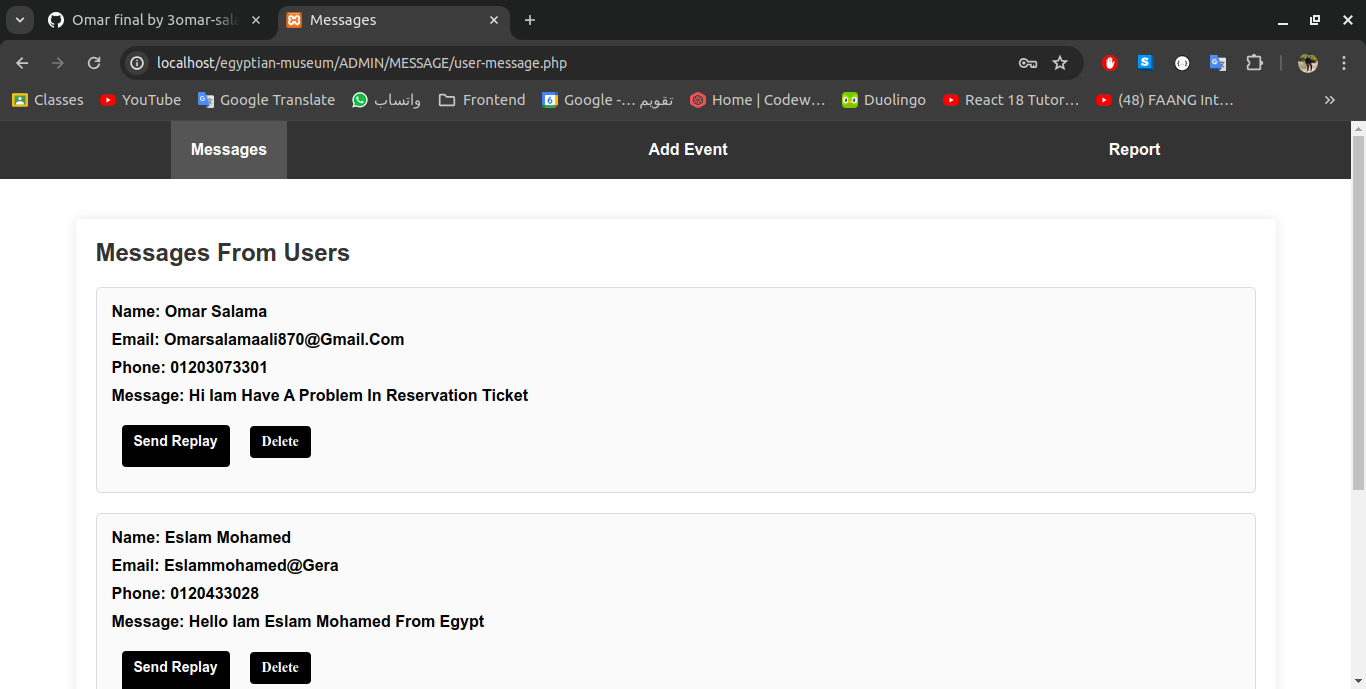 Omar final by 3omar-sala
Messages
localhost/egyptian-museum/ADMIN/MESSAGE/user-message.php
Classes
YouTube
Google Translate
واتساب
Frontend
Google -... تقويم
Home | Codew...
Duolingo
React 18 Tutor...
(48) FAANG Int...
Messages
Add Event
Report
Messages From Users
Name: Omar Salama
Email: Omarsalamaali870@Gmail.Com
Phone: 01203073301
Message: Hi Iam Have A Problem In Reservation Ticket
Send Replay
Delete
Name: Eslam Mohamed
Email: Eslammohamed@Gera
Phone: 0120433028
Message: Hello Iam Eslam Mohamed From Egypt
Send Replay
Delete